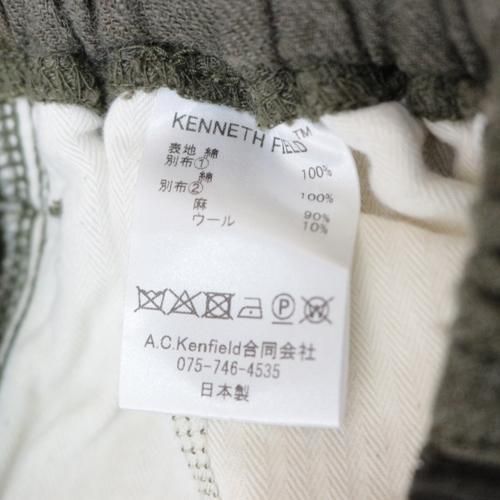 KENNETH FIELD™
表地 綿 100%
別布① 綿 100%
別布②
麻 90%
ウール 10%
A.C.Kenfield合同会社
075-746-4535
日本製